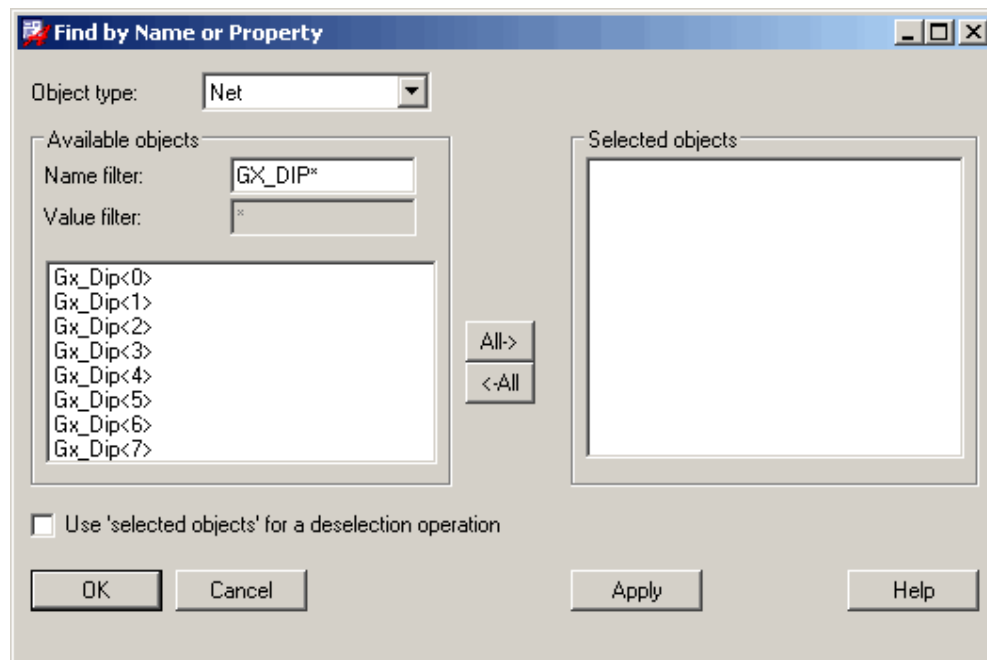 Find by Name or Property
Object type: Net
Available objects
Selected objects
Name filter: GX_DIP*
Value filter: *
Gx_Dip<0>
Gx_Dip<1>
Gx_Dip<2>
Gx_Dip<3>
Gx_Dip<4>
Gx_Dip<5>
Gx_Dip<6>
Gx_Dip<7>
All->
<-All
Use 'selected objects' for a deselection operation
OK Cancel Apply Help